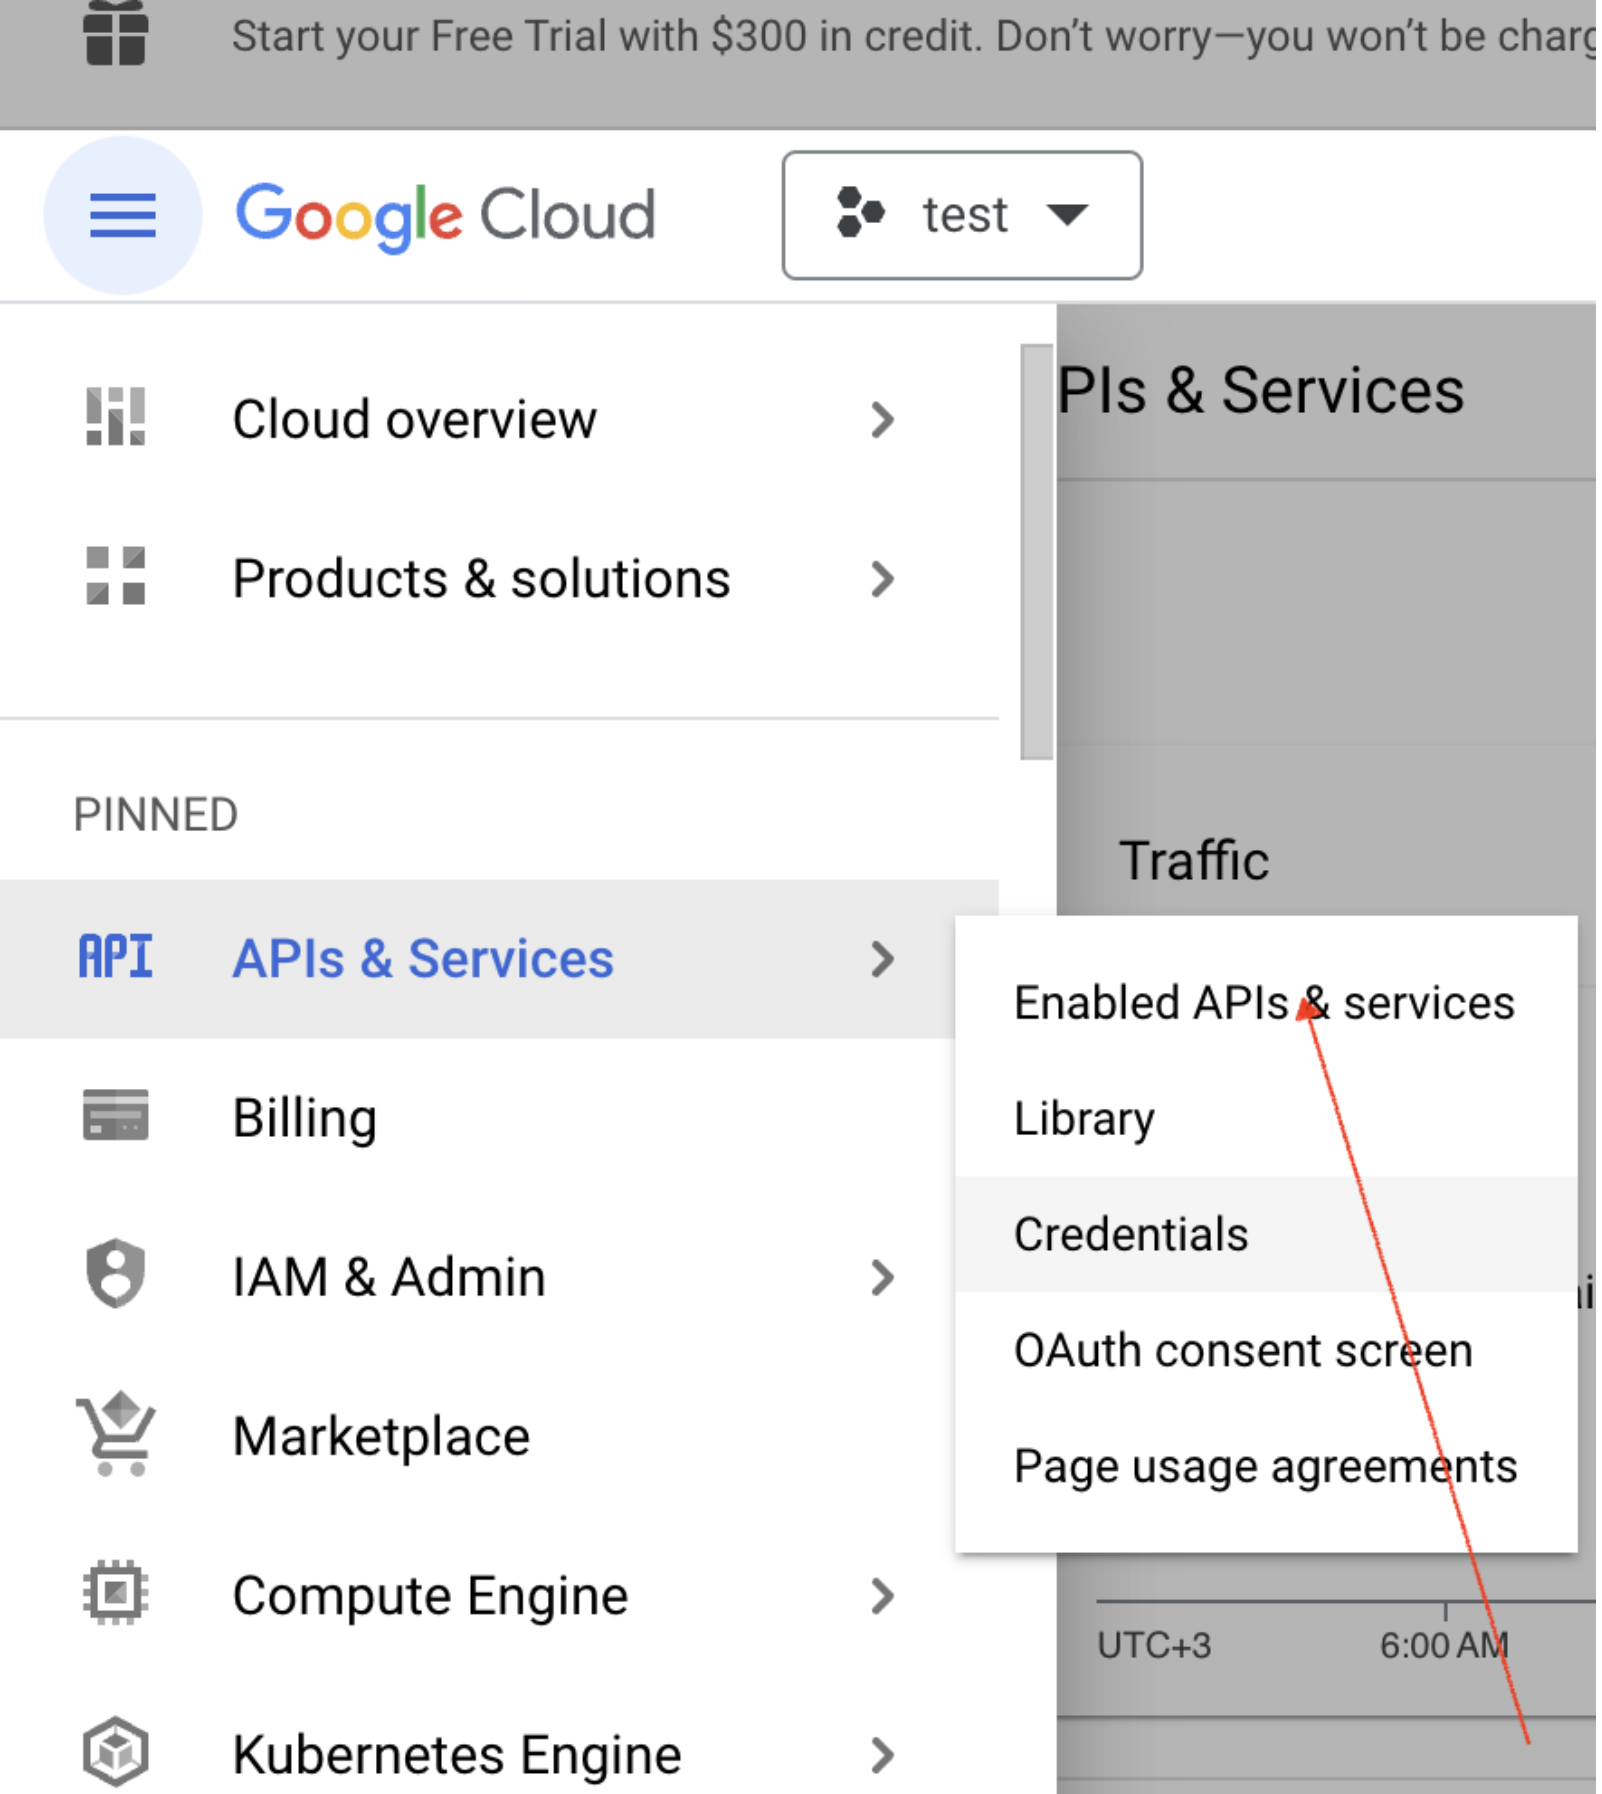 Start your Free Trial with $300 in credit. Don’t worry—you won’t be charg
Google Cloud
test
Cloud overview
Products & solutions
PIs & Services
PINNED
Traffic
API
APIs & Services
Enabled APIs & services
Library
Credentials
OAuth consent screen
Page usage agreements
Billing
IAM & Admin
Marketplace
Compute Engine
Kubernetes Engine
UTC+3
6:00 AM